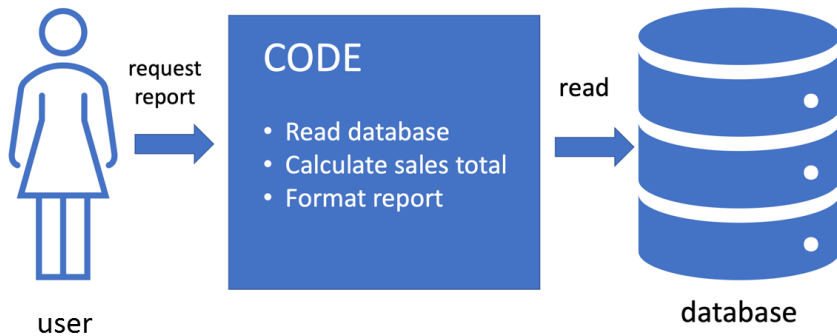 request
report
CODE
• Read database
• Calculate sales total
• Format report
read
user
database